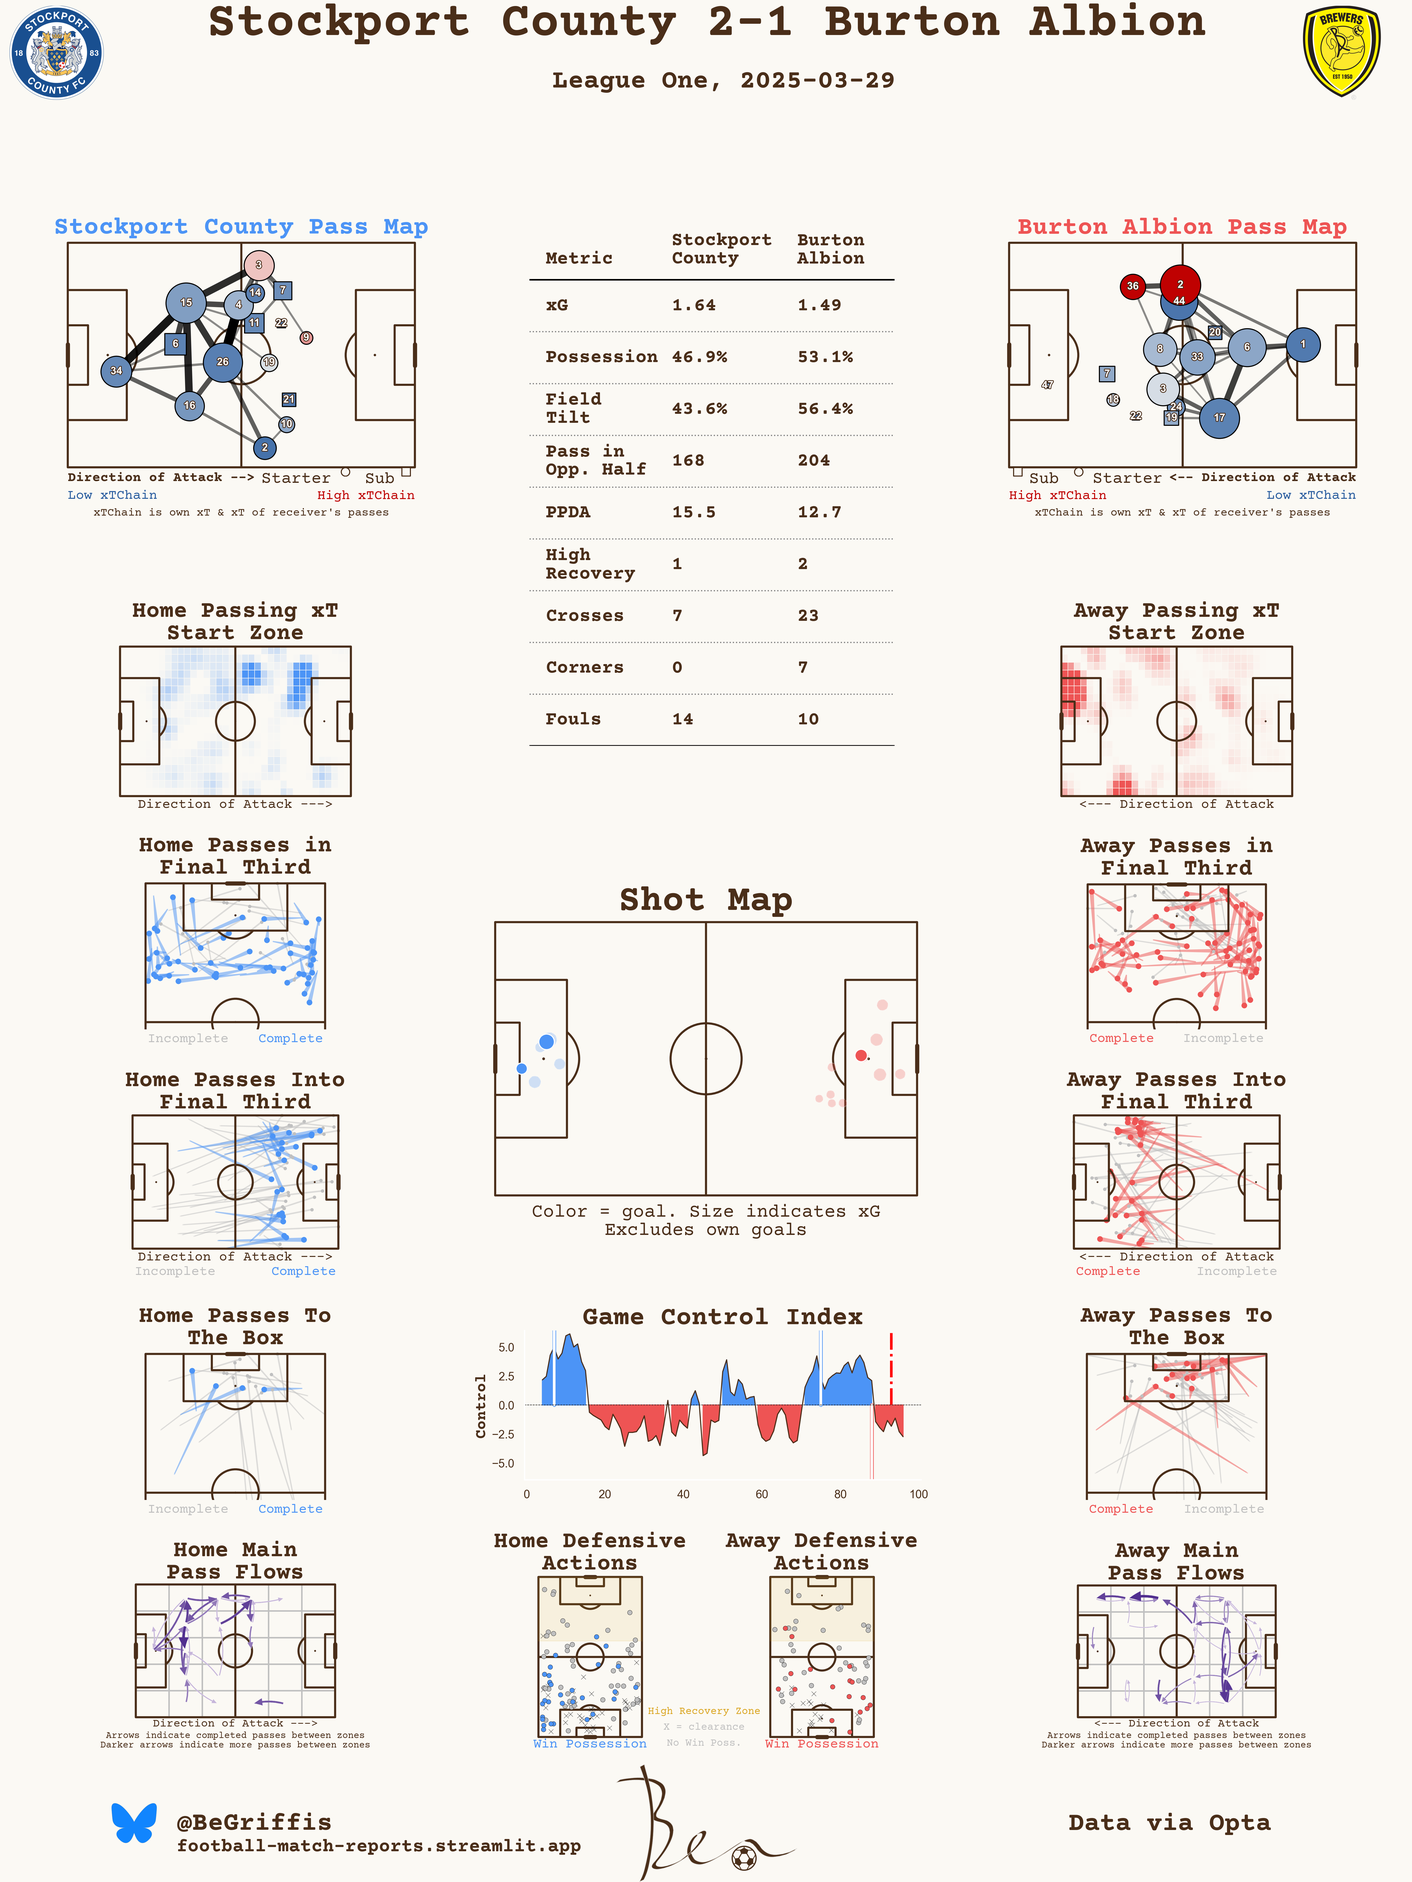 Stockport County 2-1 Burton Albion
League One, 2025-03-29
STOCKPORT
18 83
COUNTY FC
BREWERS
EST 1950
Stockport County Pass Map
3
14
7
15
4
11
22
9
6
26
19
34
16
21
10
2
Direction of Attack --> Starter Sub
Low xTChain High xTChain
xTChain is own xT & xT of receiver's passes
Metric Stockport County Burton Albion
xG 1.64 1.49
Possession 46.9% 53.1%
Field Tilt 43.6% 56.4%
Pass in Opp. Half 168 204
PPDA 15.5 12.7
High Recovery 1 2
Crosses 7 23
Corners 0 7
Fouls 14 10
Burton Albion Pass Map
36
2
44
20
8
33
6
1
7
47
3
18
24
22
19
17
Sub Starter <-- Direction of Attack
High xTChain Low xTChain
xTChain is own xT & xT of receiver's passes
Home Passing xT
Start Zone
Direction of Attack --->
Away Passing xT
Start Zone
<--- Direction of Attack
Home Passes in
Final Third
Incomplete Complete
Shot Map
Color = goal. Size indicates xG
Excludes own goals
Away Passes in
Final Third
Complete Incomplete
Home Passes Into
Final Third
Direction of Attack --->
Incomplete Complete
Away Passes Into
Final Third
<--- Direction of Attack
Complete Incomplete
Home Passes To
The Box
Incomplete Complete
Game Control Index
Control
5.0
2.5
0.0
−2.5
−5.0
0 20 40 60 80 100
Away Passes To
The Box
Complete Incomplete
Home Main
Pass Flows
Direction of Attack --->
Arrows indicate completed passes between zones
Darker arrows indicate more passes between zones
Home Defensive
Actions
Win Possession
High Recovery Zone
X = clearance
No Win Poss.
Away Defensive
Actions
Win Possession
Away Main
Pass Flows
<--- Direction of Attack
Arrows indicate completed passes between zones
Darker arrows indicate more passes between zones
@BeGriffis
football-match-reports.streamlit.app
Ben
Data via Opta